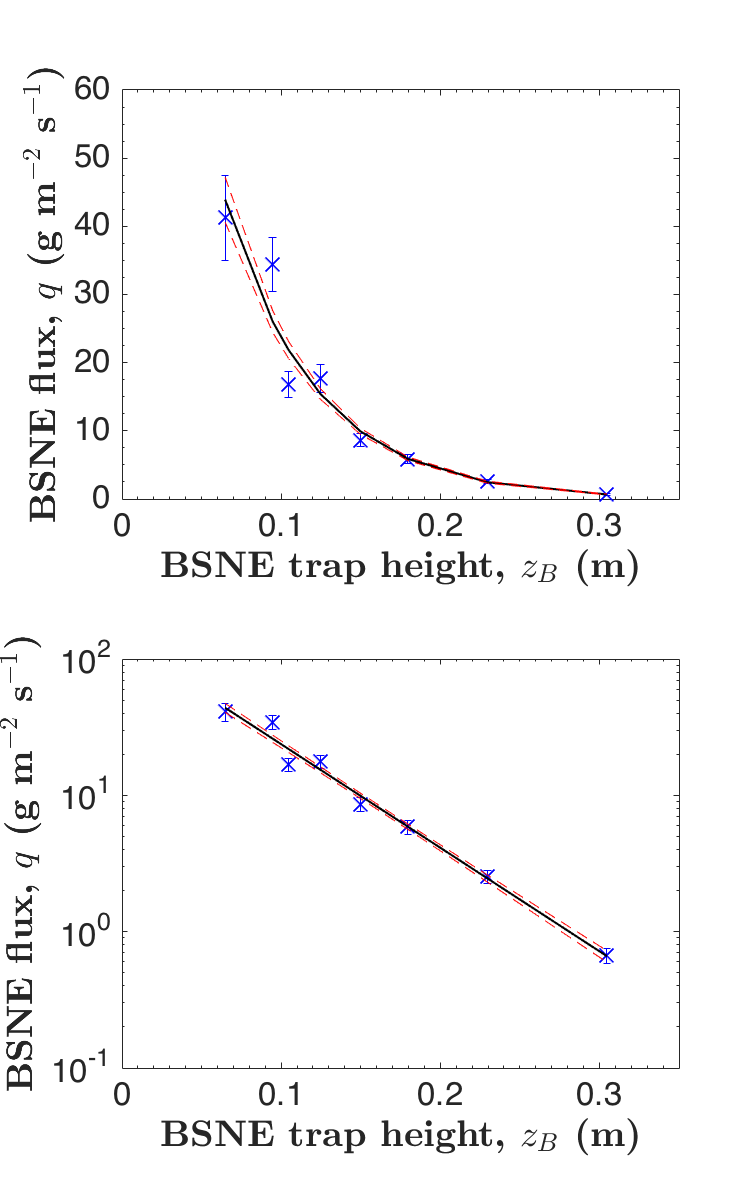 BSNE flux, q (g m⁻² s⁻¹)
60
50
40
30
20
10
0
0 0.1 0.2 0.3
BSNE trap height, z_B (m)
BSNE flux, q (g m⁻² s⁻¹)
10²
10¹
10⁰
10⁻¹
0 0.1 0.2 0.3
BSNE trap height, z_B (m)